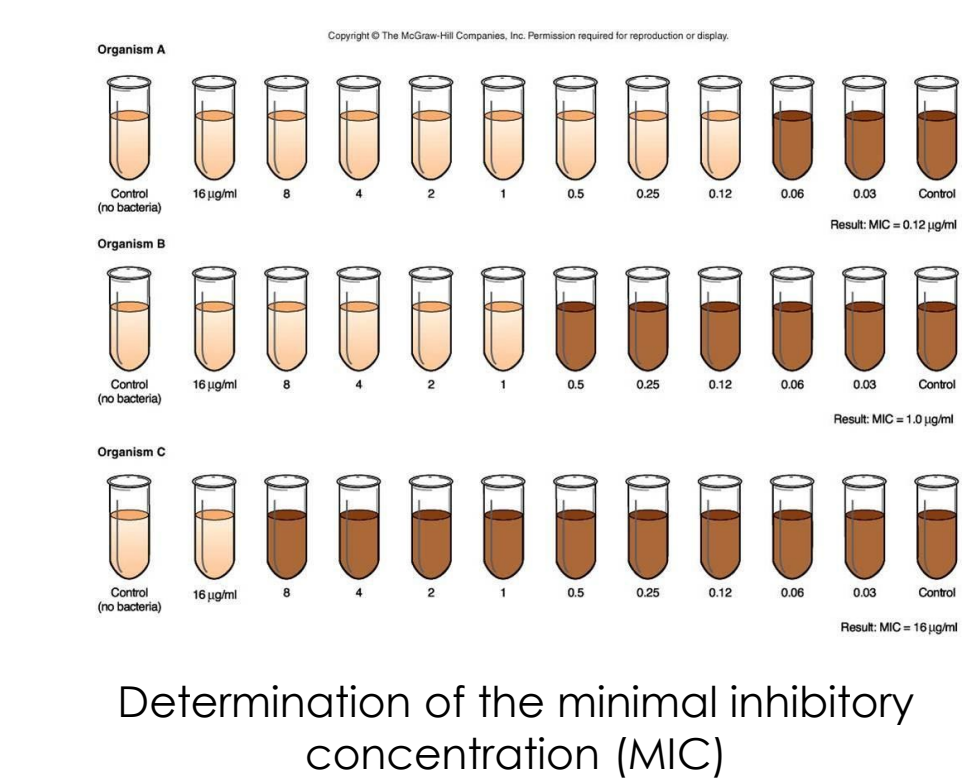 Copyright © The McGraw-Hill Companies, Inc. Permission required for reproduction or display.
Organism A
Control 16 μg/ml 8 4 2 1 0.5 0.25 0.12 0.06 0.03 Control
(no bacteria)
Result: MIC = 0.12 μg/ml
Organism B
Control 16 μg/ml 8 4 2 1 0.5 0.25 0.12 0.06 0.03 Control
(no bacteria)
Result: MIC = 1.0 μg/ml
Organism C
Control 16 μg/ml 8 4 2 1 0.5 0.25 0.12 0.06 0.03 Control
(no bacteria)
Result: MIC = 16 μg/ml
Determination of the minimal inhibitory
concentration (MIC)